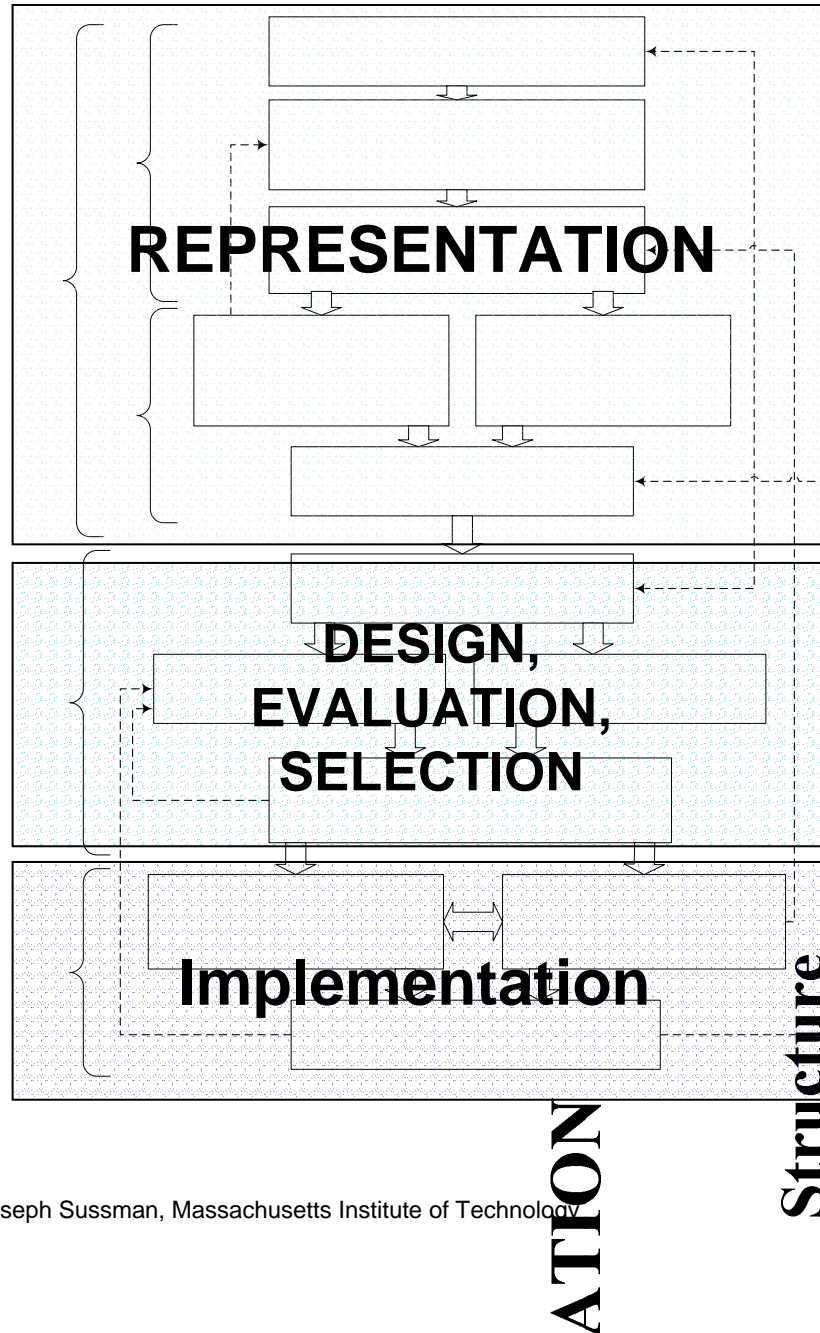 REPRESENTATION
DESIGN,
EVALUATION,
SELECTION
Implementation
Structure
seph Sussman, Massachusetts Institute of Technology
ATION